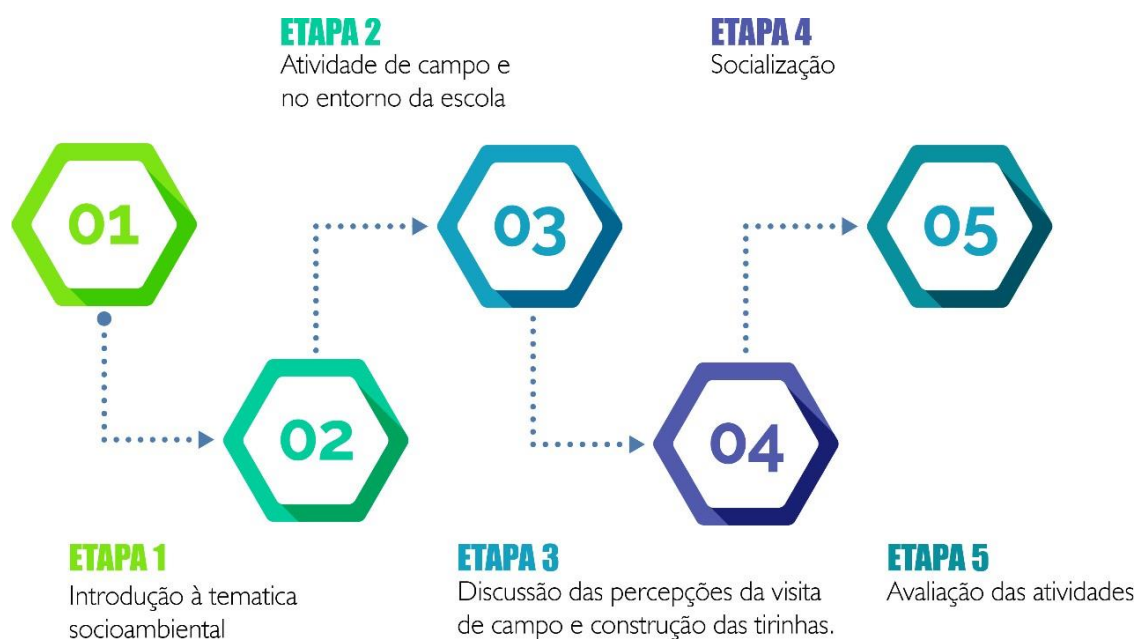 ETAPA 2
Atividade de campo e
no entorno da escola
ETAPA 4
Socialização
01
03
05
02
04
ETAPA 1
Introdução à tematica
socioambiental
ETAPA 3
Discussão das percepções da visita
de campo e construção das tirinhas.
ETAPA 5
Avaliação das atividades